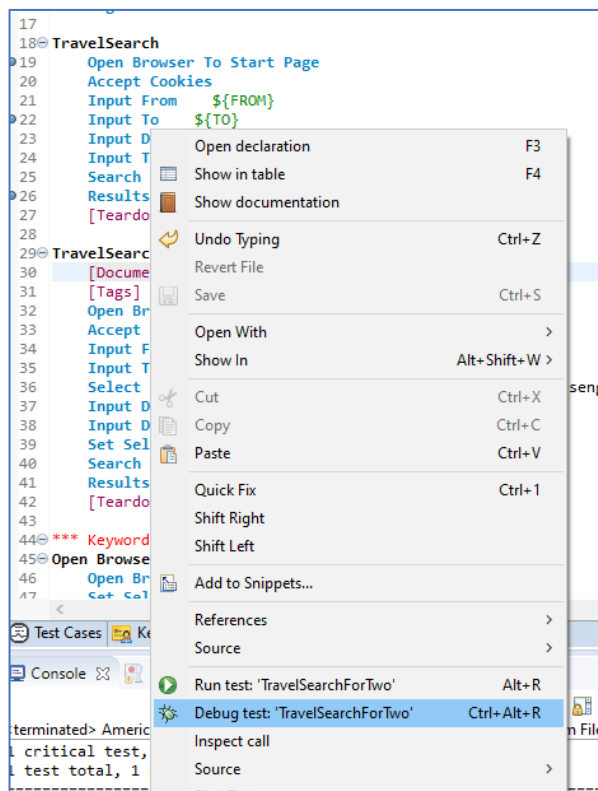 17
18 TravelSearch
19 Open Browser To Start Page
20 Accept Cookies
21 Input From ${FROM}
22 Input To ${TO}
23 Input D
24 Input T
25 Search
26 Results
27 [Teardo
28
29 TravelSearc
30 [Docume
31 [Tags]
32 Open Br
33 Accept
34 Input F
35 Input T
36 Select
seng
37 Input D
38 Input D
39 Set Sel
40 Search
41 Results
42 [Teardo
43
44 *** Keyword
45 Open Browse
46 Open Br
47 Set Sel
Open declaration F3
Show in table F4
Show documentation
Undo Typing Ctrl+Z
Revert File
Save Ctrl+S
Open With >
Show In Alt+Shift+W >
Cut Ctrl+X
Copy Ctrl+C
Paste Ctrl+V
Quick Fix Ctrl+1
Shift Right
Shift Left
Add to Snippets...
References >
Source >
Run test: 'TravelSearchForTwo' Alt+R
Debug test: 'TravelSearchForTwo' Ctrl+Alt+R
Inspect call
Source >
Test Cases Ke
Console
<terminated> Americ
n File
1 critical test,
1 test total, 1